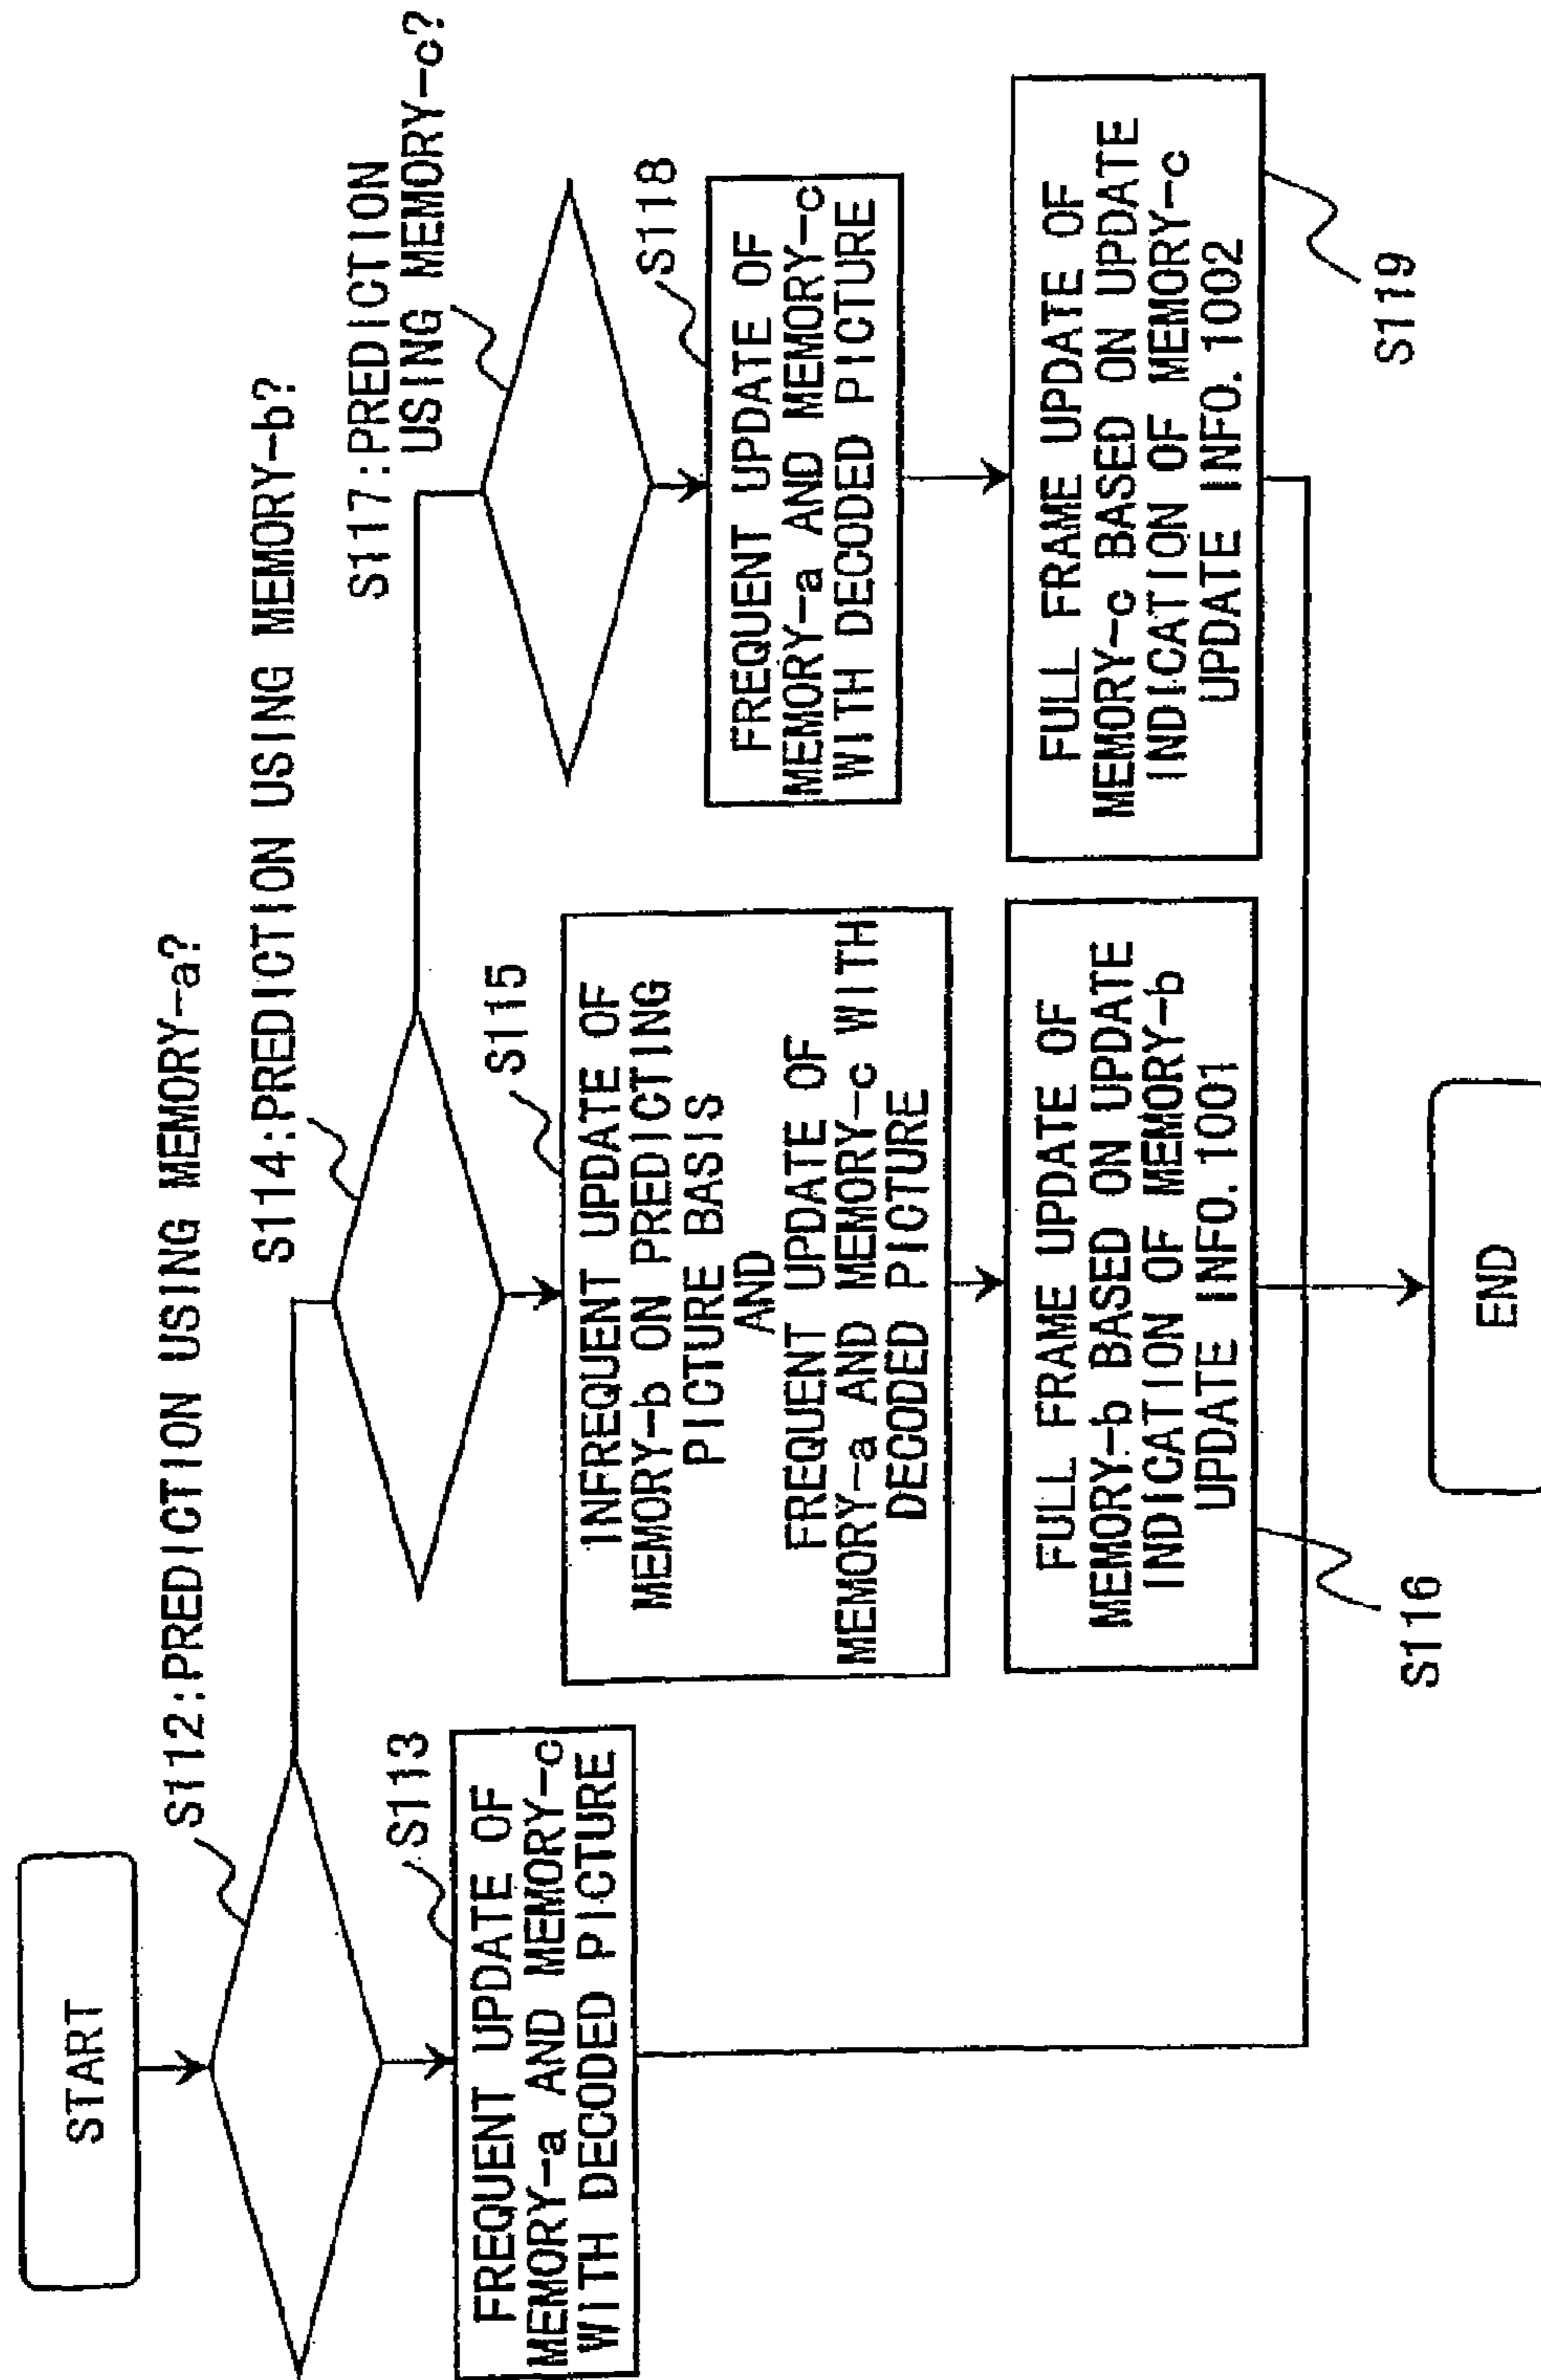 START
S112:PREDICTION USING MEMORY-a?
S113
FREQUENT UPDATE OF
MEMORY-a AND MEMORY-c
WITH DECODED PICTURE
S114:PREDICTION USING MEMORY-b?
S115
INFREQUENT UPDATE OF
MEMORY-b ON PREDICTING
PICTURE BASIS
AND
FREQUENT UPDATE OF
MEMORY-a AND MEMORY-c WITH
DECODED PICTURE
FULL FRAME UPDATE OF
MEMORY-b BASED ON UPDATE
INDICATION OF MEMORY-b
UPDATE INFO.1001
S116
S117:PREDICTION
USING MEMORY-c?
S118
FREQUENT UPDATE OF
MEMORY-a AND MEMORY-c
WITH DECODED PICTURE
FULL FRAME UPDATE OF
MEMORY-c BASED ON UPDATE
INDICATION OF MEMORY-c
UPDATE INFO.1002
S119
END